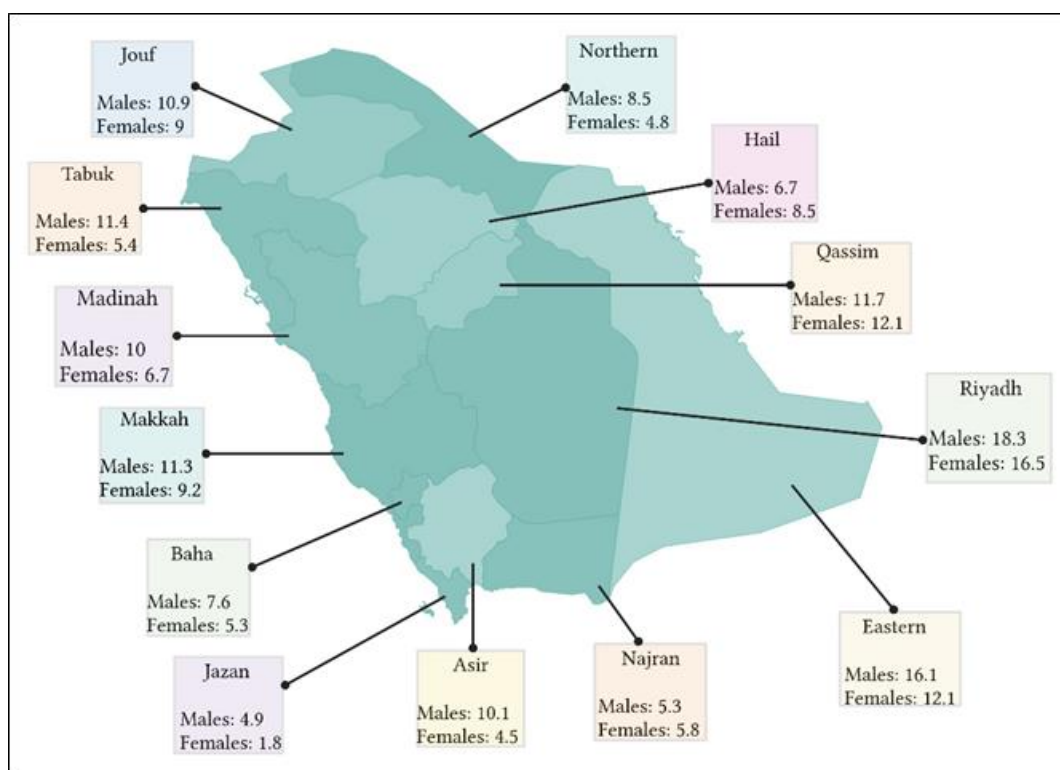 Jouf
Males: 10.9
Females: 9
Northern
Males: 8.5
Females: 4.8
Hail
Males: 6.7
Females: 8.5
Tabuk
Males: 11.4
Females: 5.4
Qassim
Males: 11.7
Females: 12.1
Madinah
Males: 10
Females: 6.7
Riyadh
Males: 18.3
Females: 16.5
Makkah
Males: 11.3
Females: 9.2
Baha
Males: 7.6
Females: 5.3
Eastern
Males: 16.1
Females: 12.1
Jazan
Males: 4.9
Females: 1.8
Asir
Males: 10.1
Females: 4.5
Najran
Males: 5.3
Females: 5.8